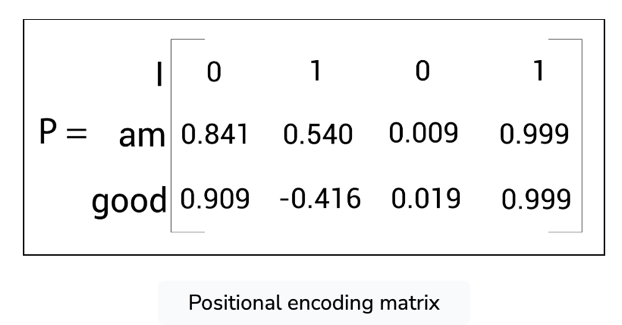 I 0 1 0 1
P = am 0.841 0.540 0.009 0.999
good 0.909 -0.416 0.019 0.999
Positional encoding matrix